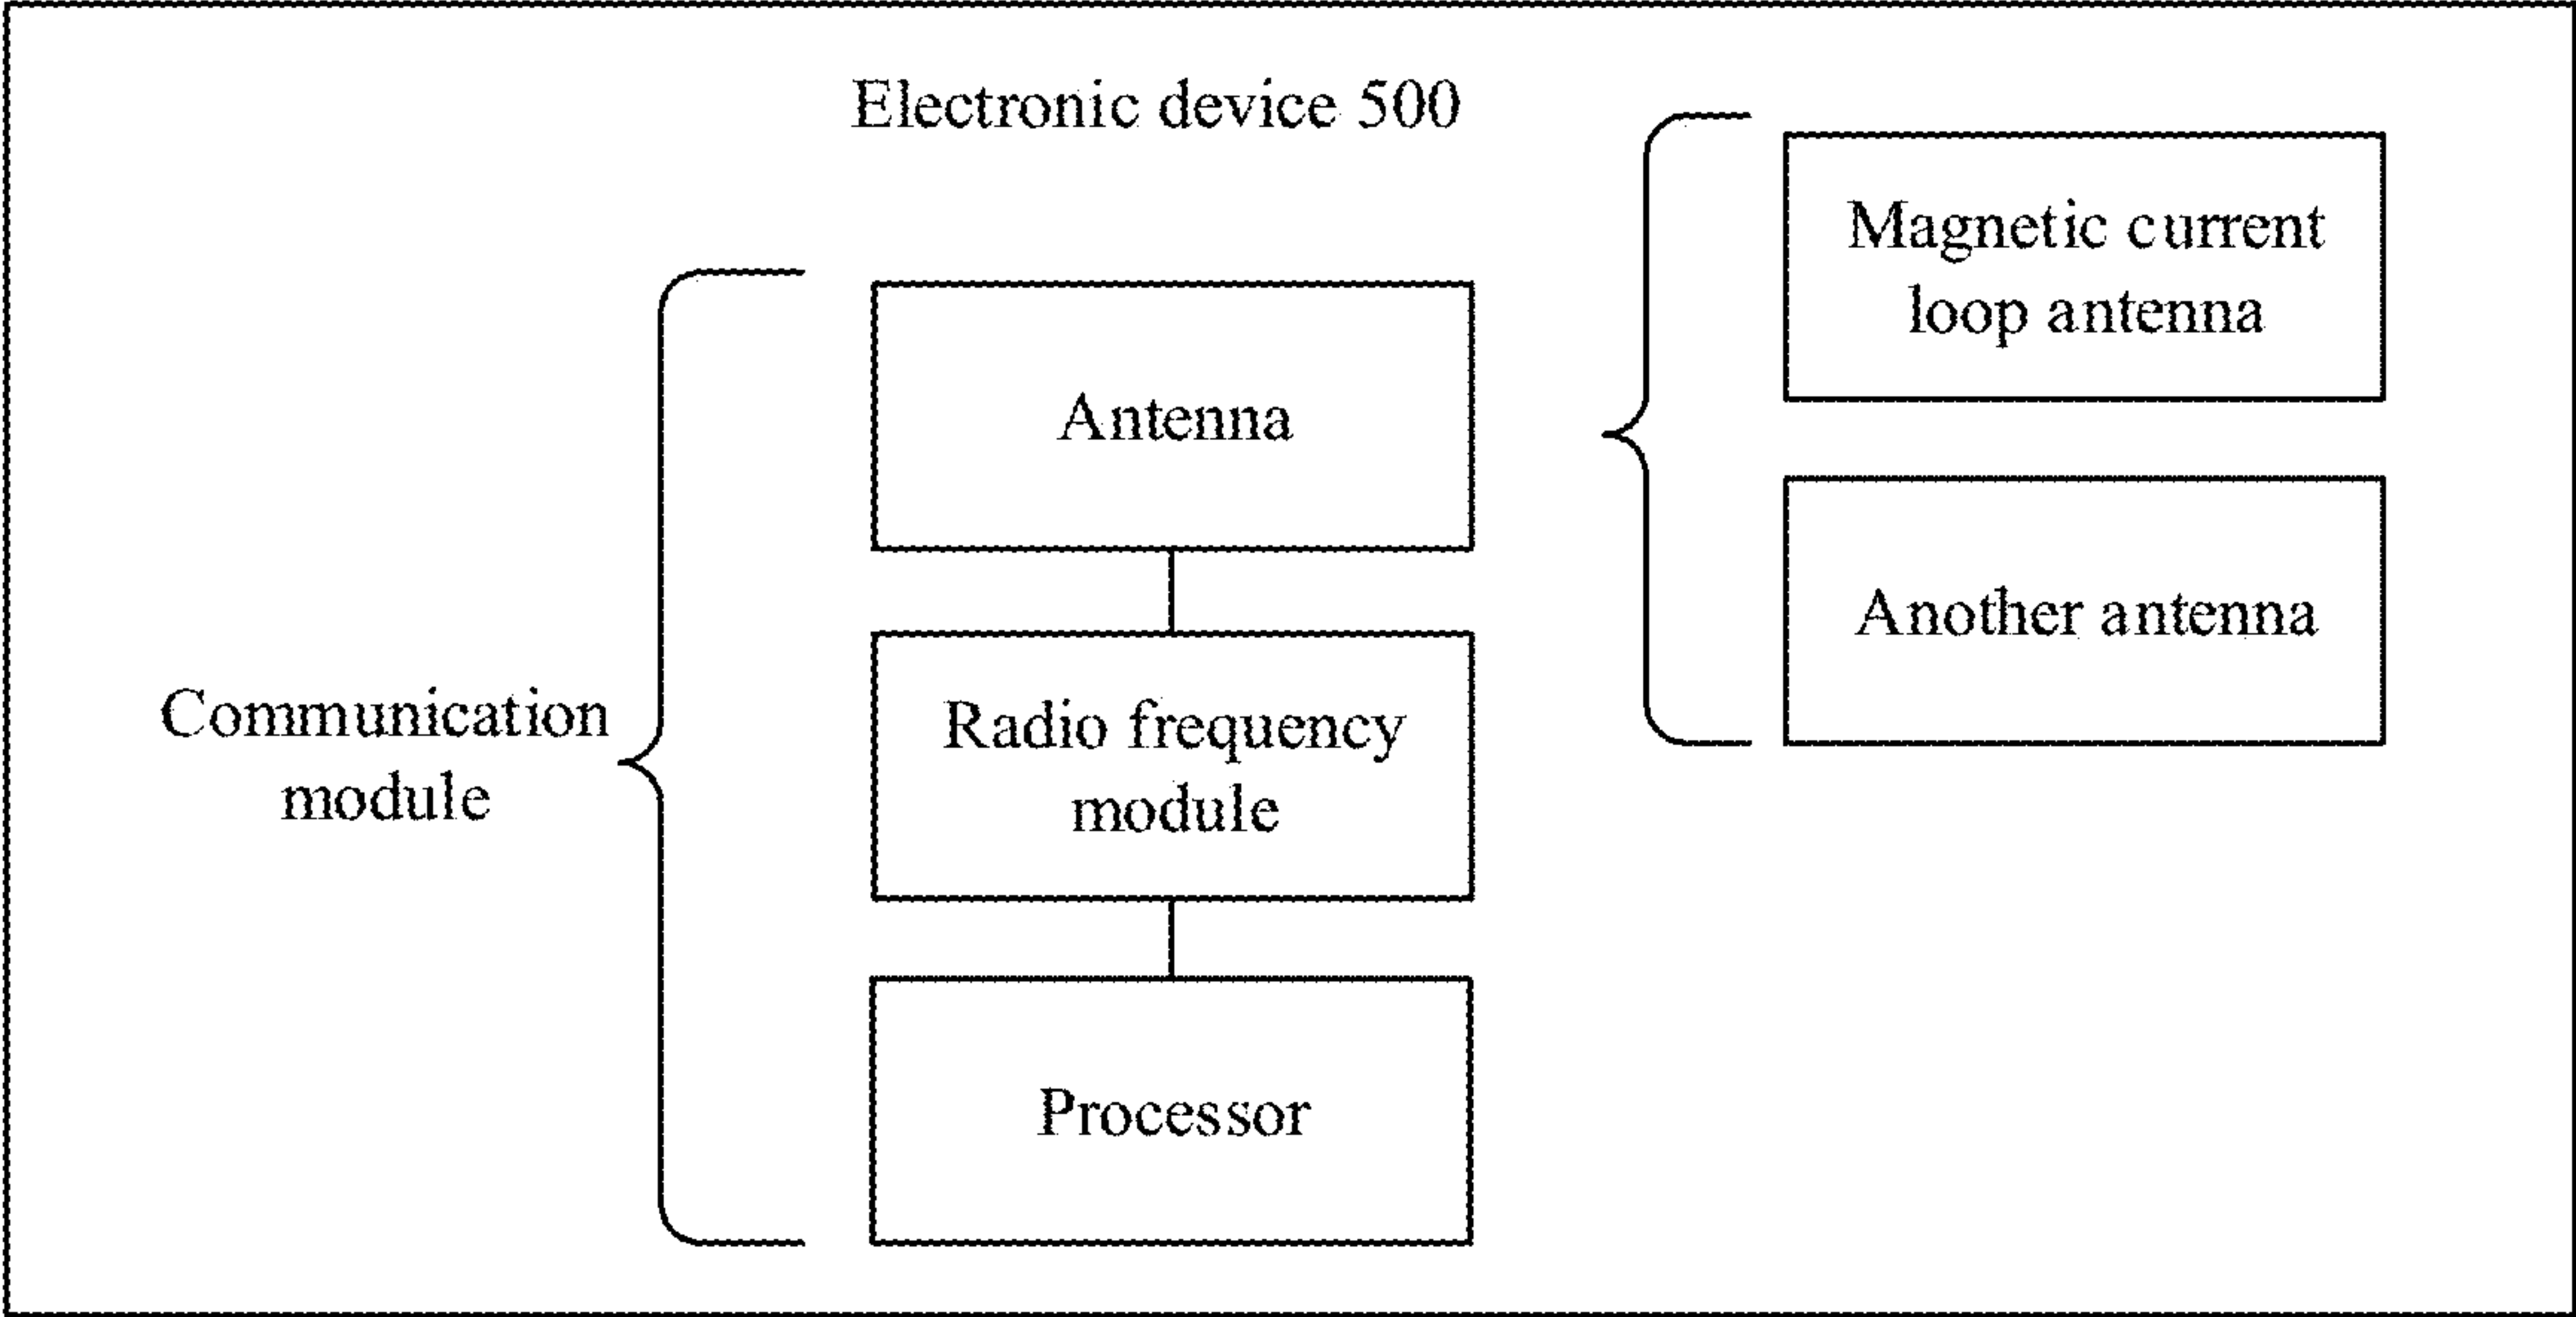 Electronic device 500
Communication
module
Antenna
Radio frequency
module
Processor
Magnetic current
loop antenna
Another antenna